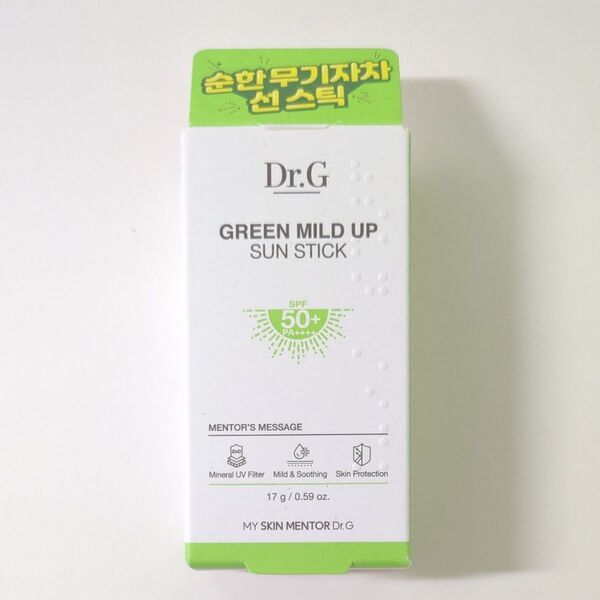 순한 무기자차
선 스틱
Dr.G
GREEN MILD UP
SUN STICK
SPF
50+
PA++++
MENTOR'S MESSAGE
ZnO
Mineral UV Filter Mild & Soothing Skin Protection
17 g / 0.59 oz.
MY SKIN MENTOR Dr.G